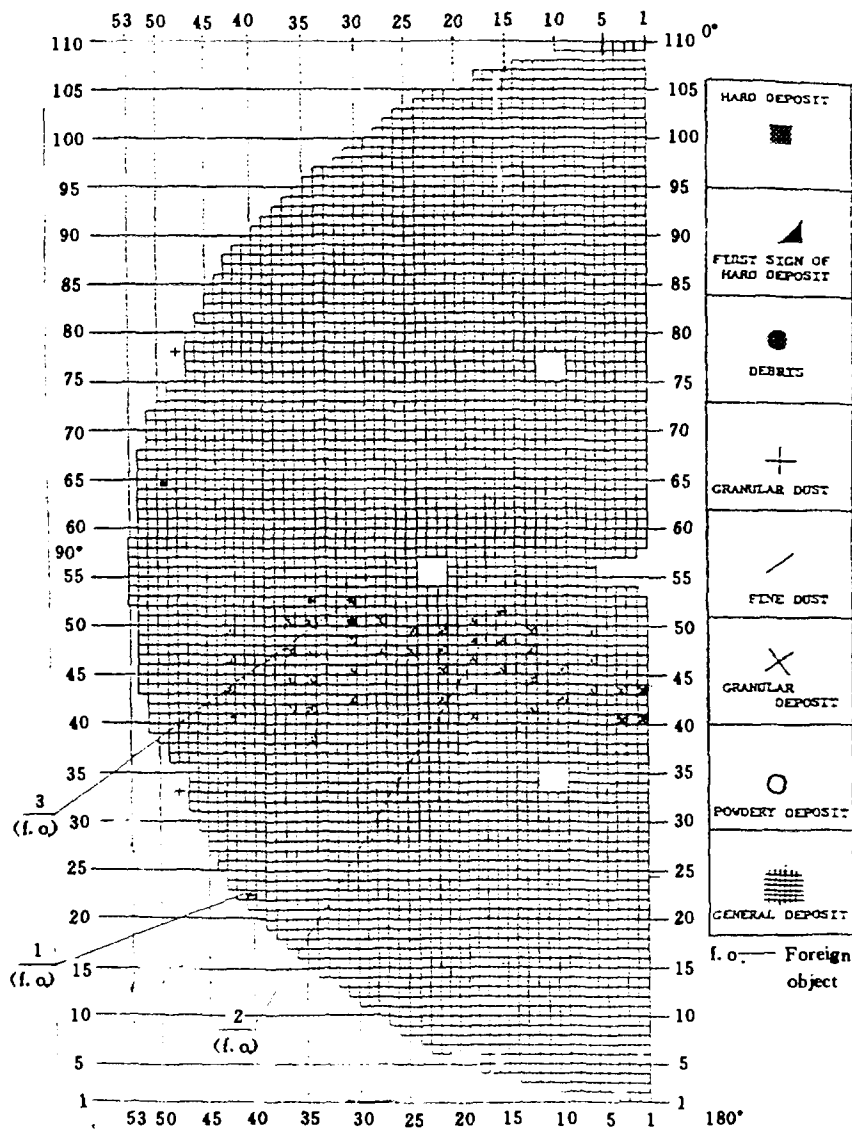 53 50 45 40 35 30 25 20 15 10 5 1
110 110 0°
105 105
100 100
95 95
90 90
85 85
80 80
75 75
70 70
65 65
60 60
90°
55 55
50 50
45 45
40 40
35 35
30 30
25 25
20 20
15 15
10 10
5 5
1 1
53 50 45 40 35 30 25 20 15 10 5 1 180°
3
(f. o.)
1
(f. o.)
2
(f. o.)
HARD DEPOSIT
FIRST SIGN OF
HARD DEPOSIT
DEBRIS
GRANULAR DUST
FINE DUST
GRANULAR
DEPOSIT
POWDERY DEPOSIT
GENERAL DEPOSIT
f. o.— Foreign
object